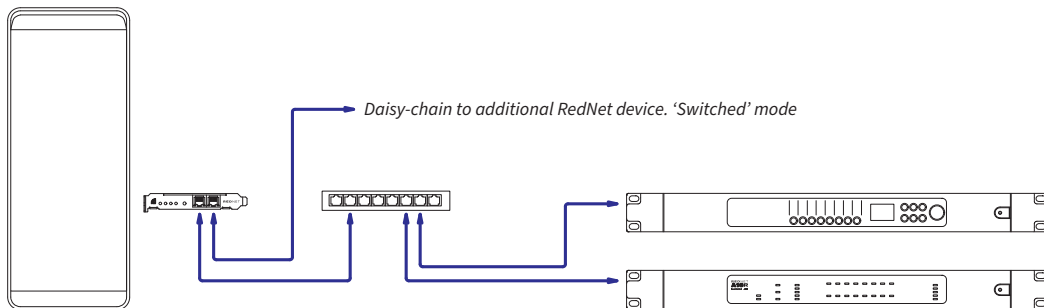 Daisy-chain to additional RedNet device. ‘Switched’ mode